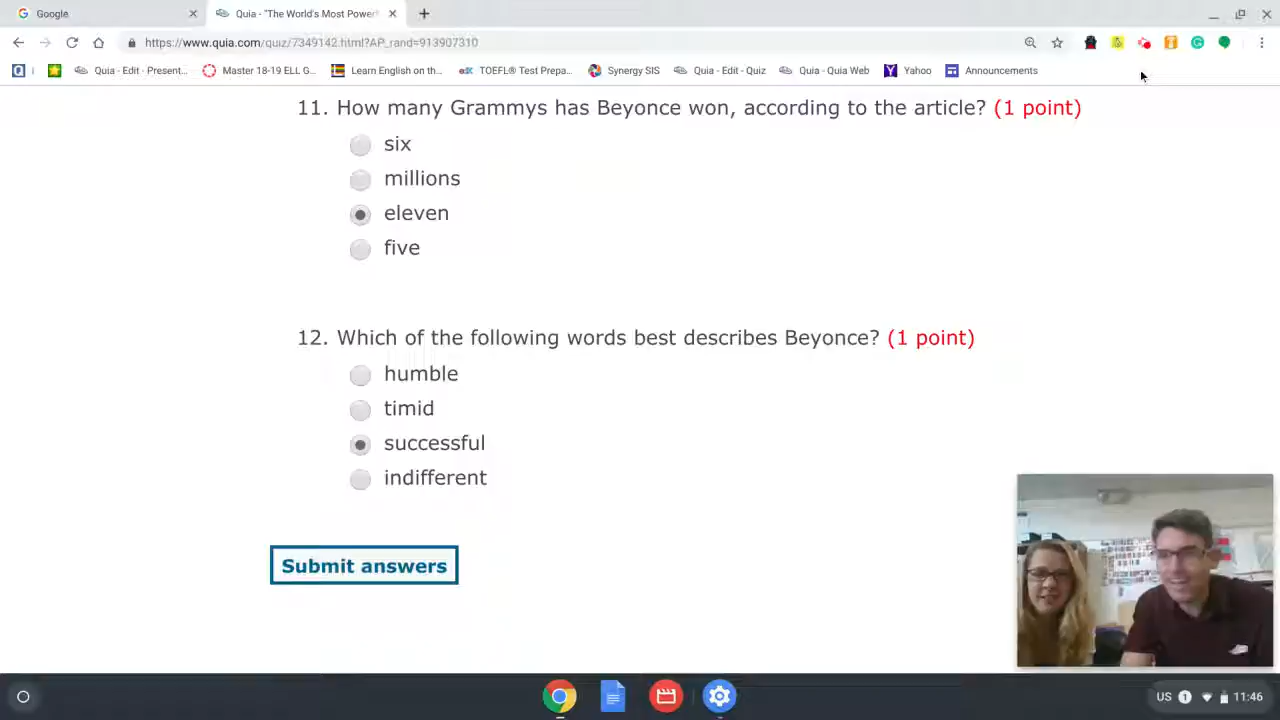 Google
Quia - "The World's Most Power
https://www.quia.com/quiz/7349142.html?AP_rand=913907310
i
Quia - Edit - Present...
Master 18-19 ELL G...
Learn English on th...
TOEFL® Test Prepa...
Synergy SIS
Quia - Edit - Quiz
Quia - Quia Web
Yahoo
Announcements
11. How many Grammys has Beyonce won, according to the article? (1 point)
six
millions
eleven
five
12. Which of the following words best describes Beyonce? (1 point)
humble
timid
successful
indifferent
Submit answers
US 1 11:46